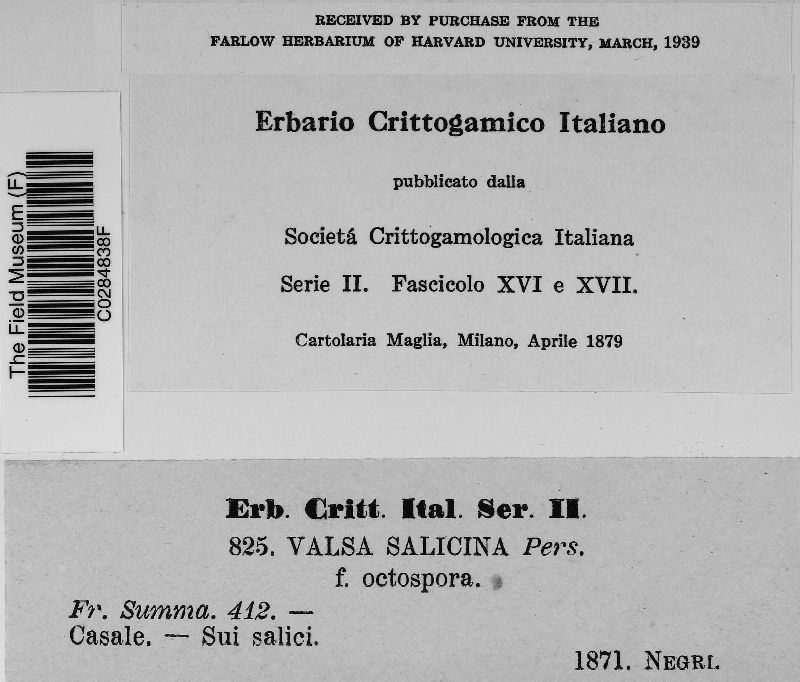 RECEIVED BY PURCHASE FROM THE
FARLOW HERBARIUM OF HARVARD UNIVERSITY, MARCH, 1939
Erbario Crittogamico Italiano
pubblicato dalla
Societá Crittogamologica Italiana
Serie II. Fascicolo XVI e XVII.
Cartolaria Maglia, Milano, Aprile 1879
The Field Museum (F)
C0284838F
Erb. Critt. Ital. Ser. II.
825. VALSA SALICINA Pers.
f. octospora.
Fr. Summa. 412. —
Casale. — Sui salici.
1871. NEGRI.